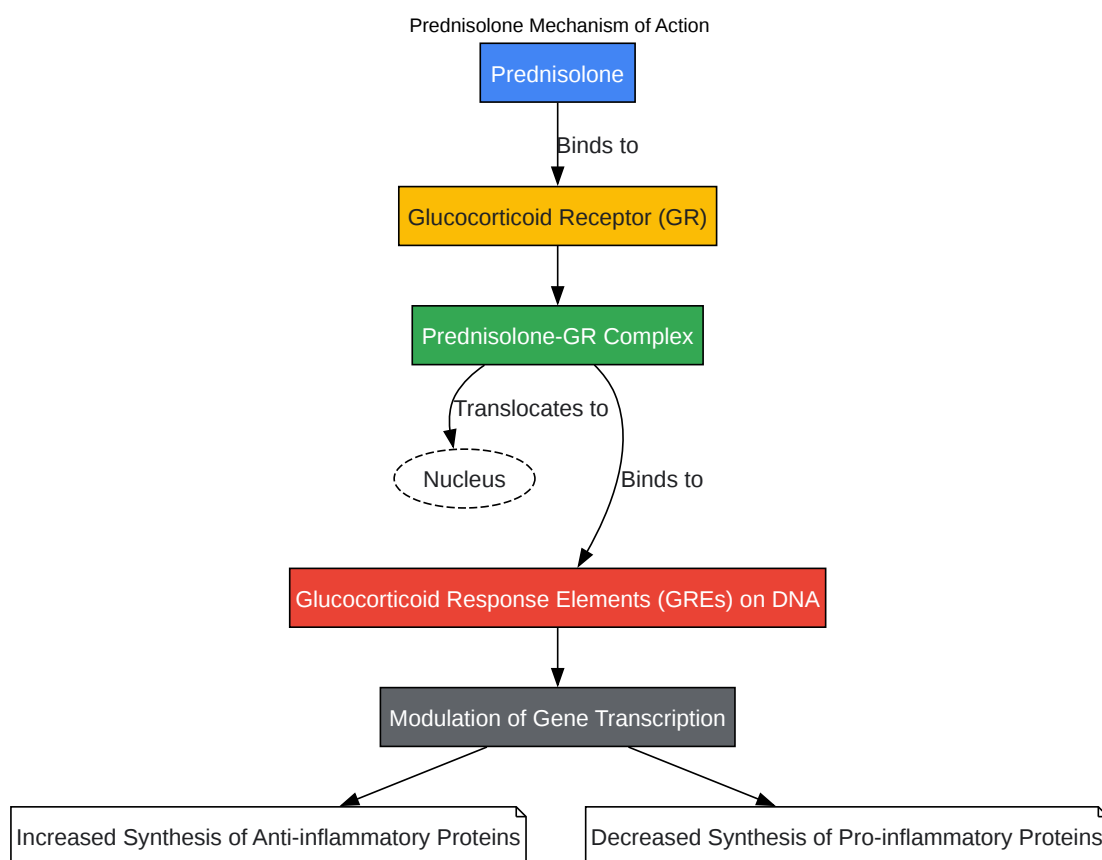 Prednisolone Mechanism of Action
Prednisolone
Binds to
Glucocorticoid Receptor (GR)
Prednisolone-GR Complex
Translocates to
Nucleus
Binds to
Glucocorticoid Response Elements (GREs) on DNA
Modulation of Gene Transcription
Increased Synthesis of Anti-inflammatory Proteins
Decreased Synthesis of Pro-inflammatory Proteins